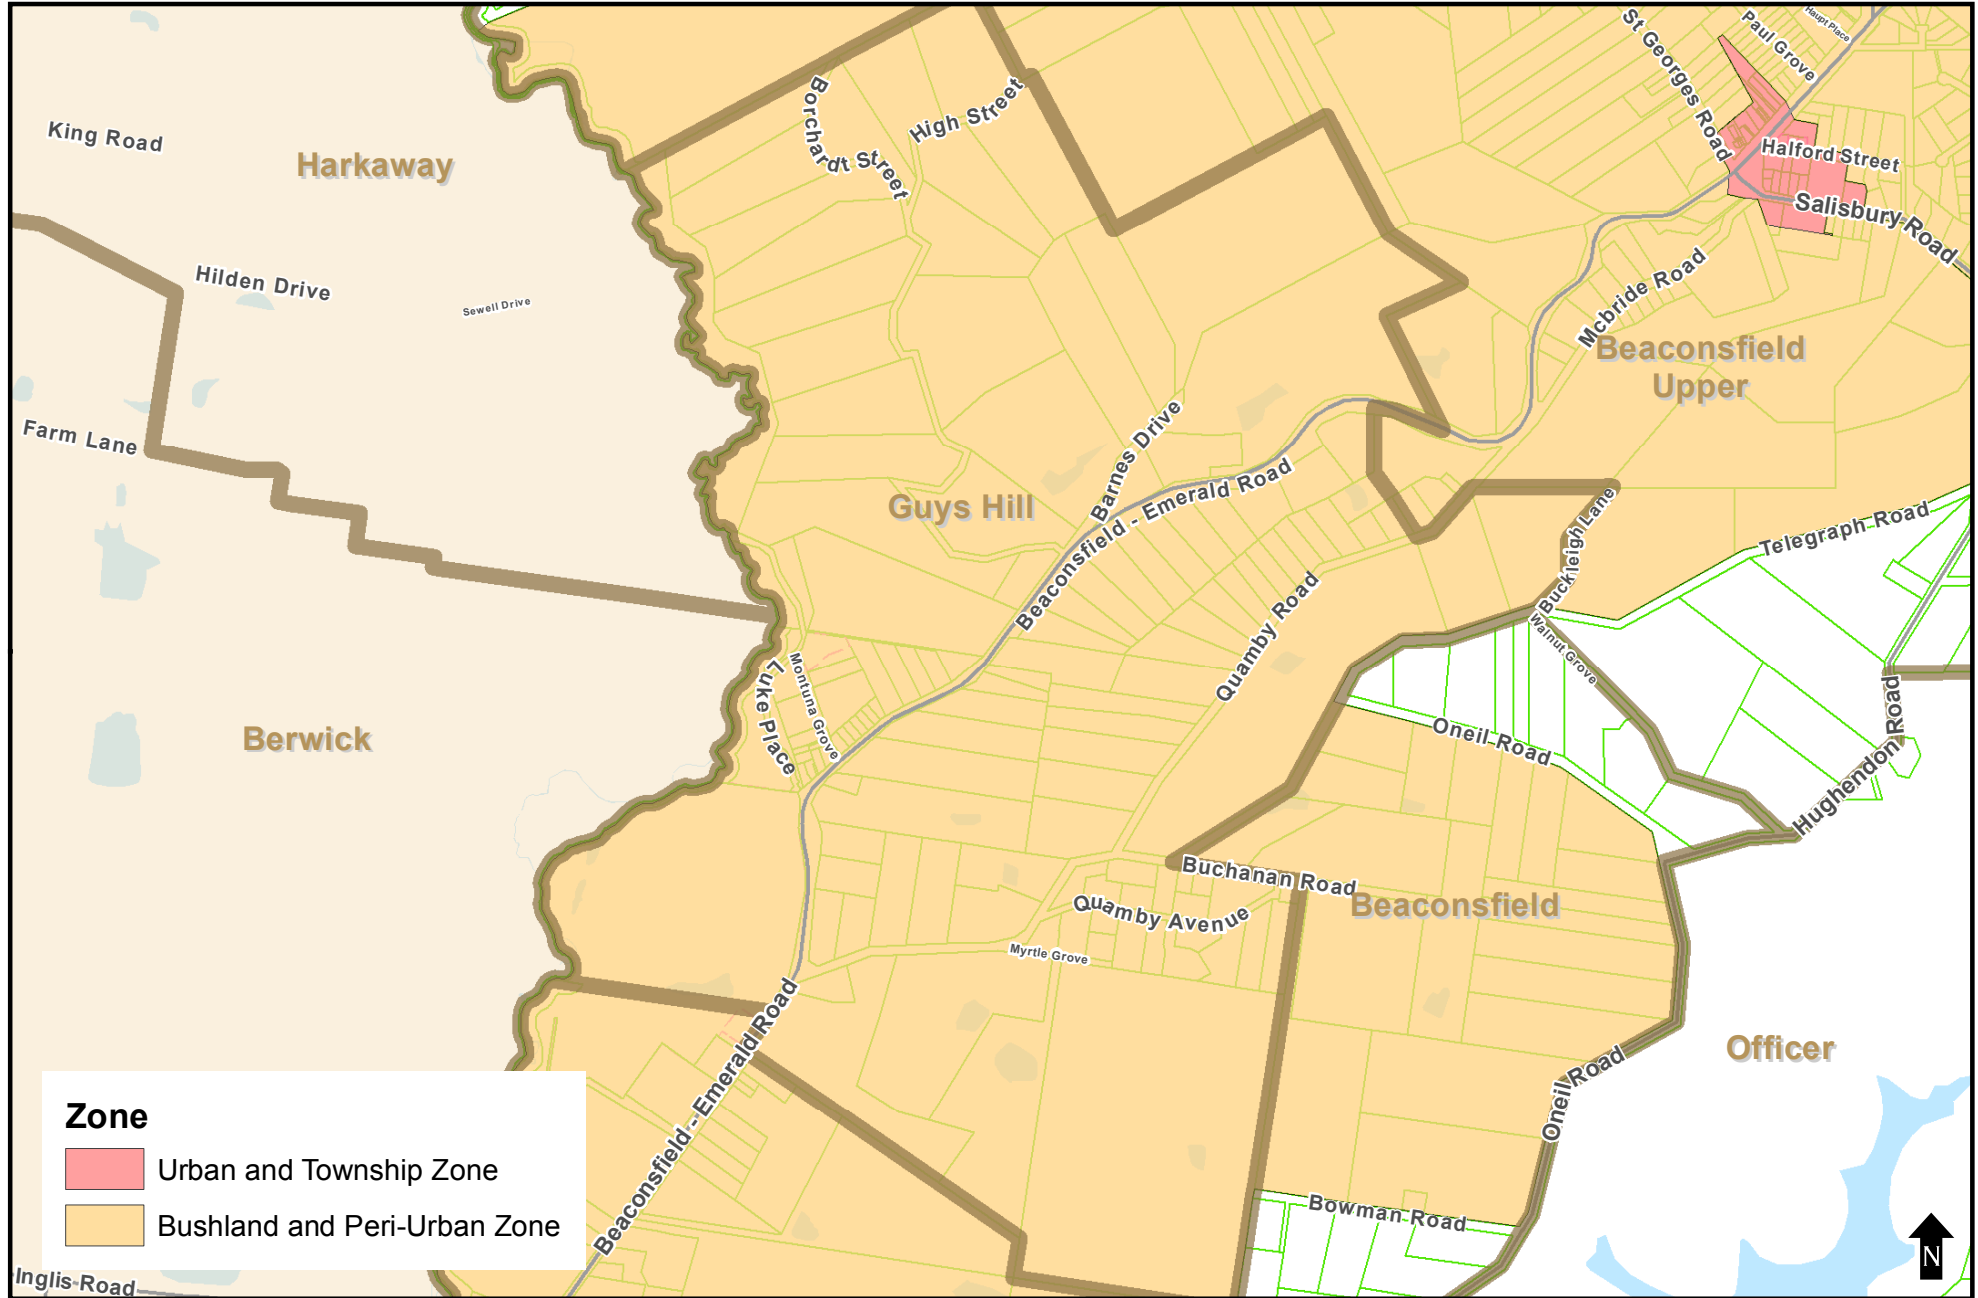 Haupt Place
Paul Grove
St Georges Road
King Road
Harkaway
Borchardt Street
High Street
Halford Street
Salisbury Road
Hilden Drive
Sewell Drive
Mcbride Road
Beaconsfield
Upper
Farm Lane
Guys Hill
Barnes Drive
Beaconsfield - Emerald Road
Buckleigh Lane
Telegraph Road
Quamby Road
Walnut Grove
Luke Place
Montuna Grove
Berwick
Oneil Road
Hughendon Road
Buchanan Road
Quamby Avenue
Beaconsfield
Myrtle Grove
Beaconsfield - Emerald Road
Officer
Oneil Road
Zone
Urban and Township Zone
Bushland and Peri-Urban Zone
Bowman Road
N
Inglis Road